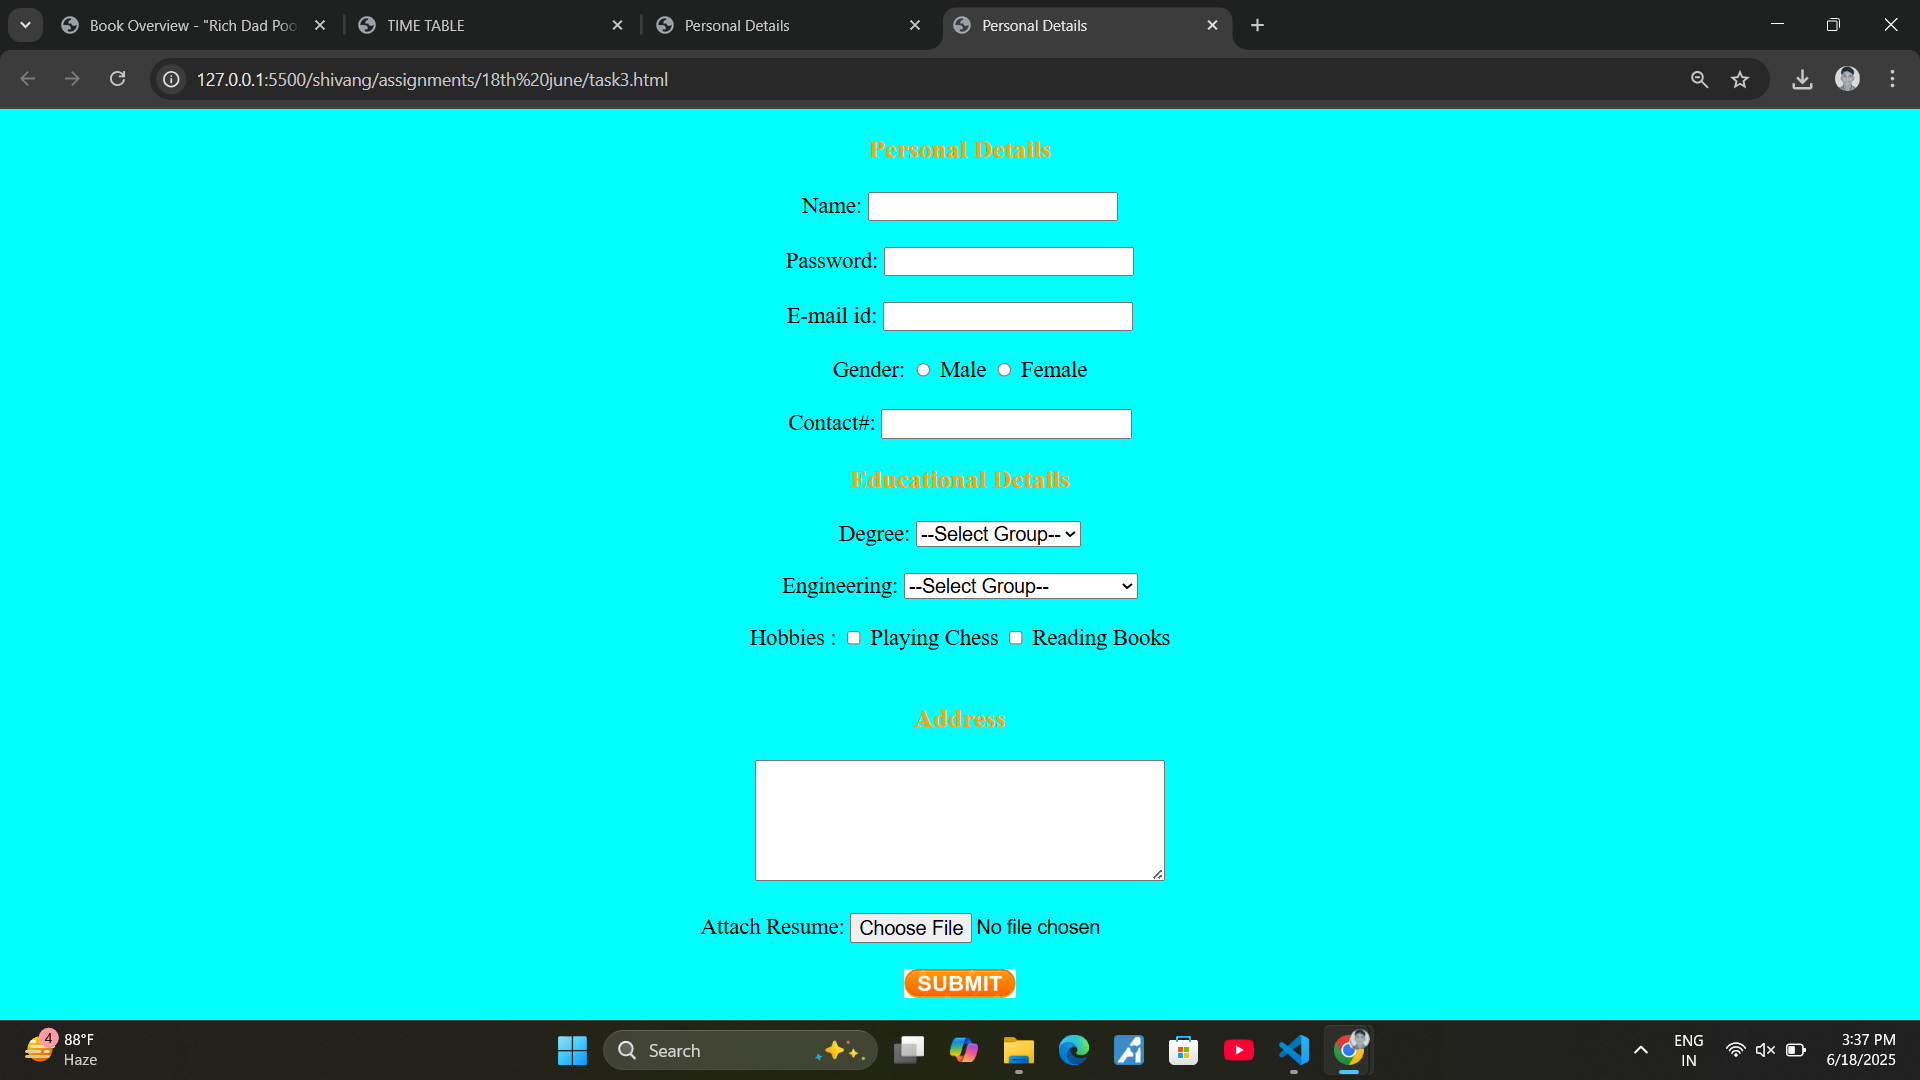 Book Overview - "Rich Dad Poo
TIME TABLE
Personal Details
Personal Details
127.0.0.1:5500/shivang/assignments/18th%20june/task3.html
Personal Details
Name:
Password:
E-mail id:
Gender: Male Female
Contact#:
Educational Details
Degree: --Select Group--
Engineering: --Select Group--
Hobbies : Playing Chess Reading Books
Address
Attach Resume: Choose File No file chosen
SUBMIT
4
88°F
Haze
Search
ENG
IN
3:37 PM
6/18/2025